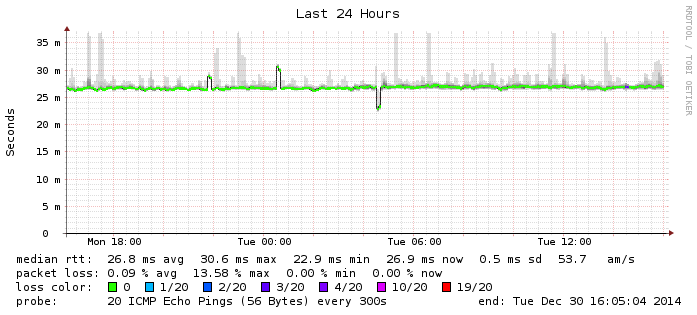 Last 24 Hours
RRDTOOL / TOBI OETIKER
Seconds
35 m
30 m
25 m
20 m
15 m
10 m
5 m
0
Mon 18:00 Tue 00:00 Tue 06:00 Tue 12:00
median rtt: 26.8 ms avg 30.6 ms max 22.9 ms min 26.9 ms now 0.5 ms sd 53.7 am/s
packet loss: 0.09 % avg 13.58 % max 0.00 % min 0.00 % now
loss color: 0 1/20 2/20 3/20 4/20 10/20 19/20
probe: 20 ICMP Echo Pings (56 Bytes) every 300s end: Tue Dec 30 16:05:04 2014